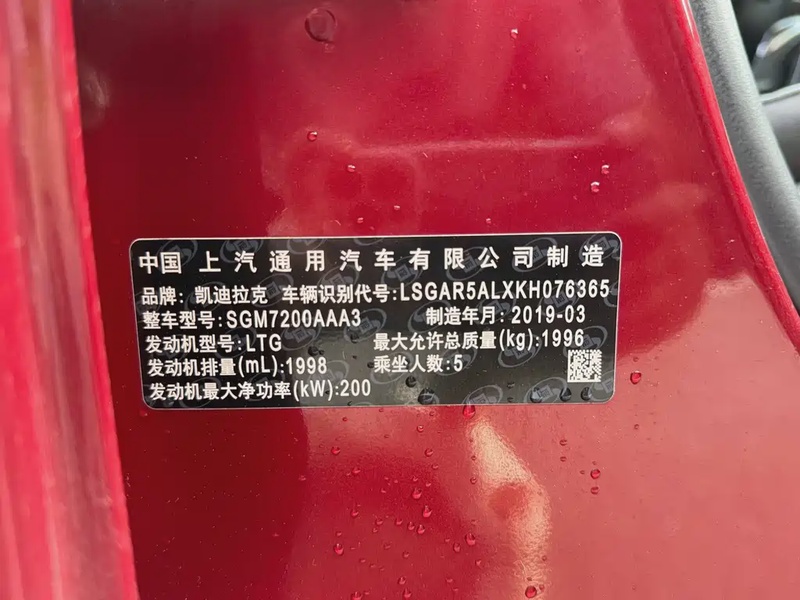 中国 上汽通用汽车有限公司制造
品牌: 凯迪拉克 车辆识别代号:LSGAR5ALXKH076365
整车型号:SGM7200AAA3 制造年月:2019-03
发动机型号:LTG 最大允许总质量(kg):1996
发动机排量(mL):1998 乘坐人数:5
发动机最大净功率(kW):200